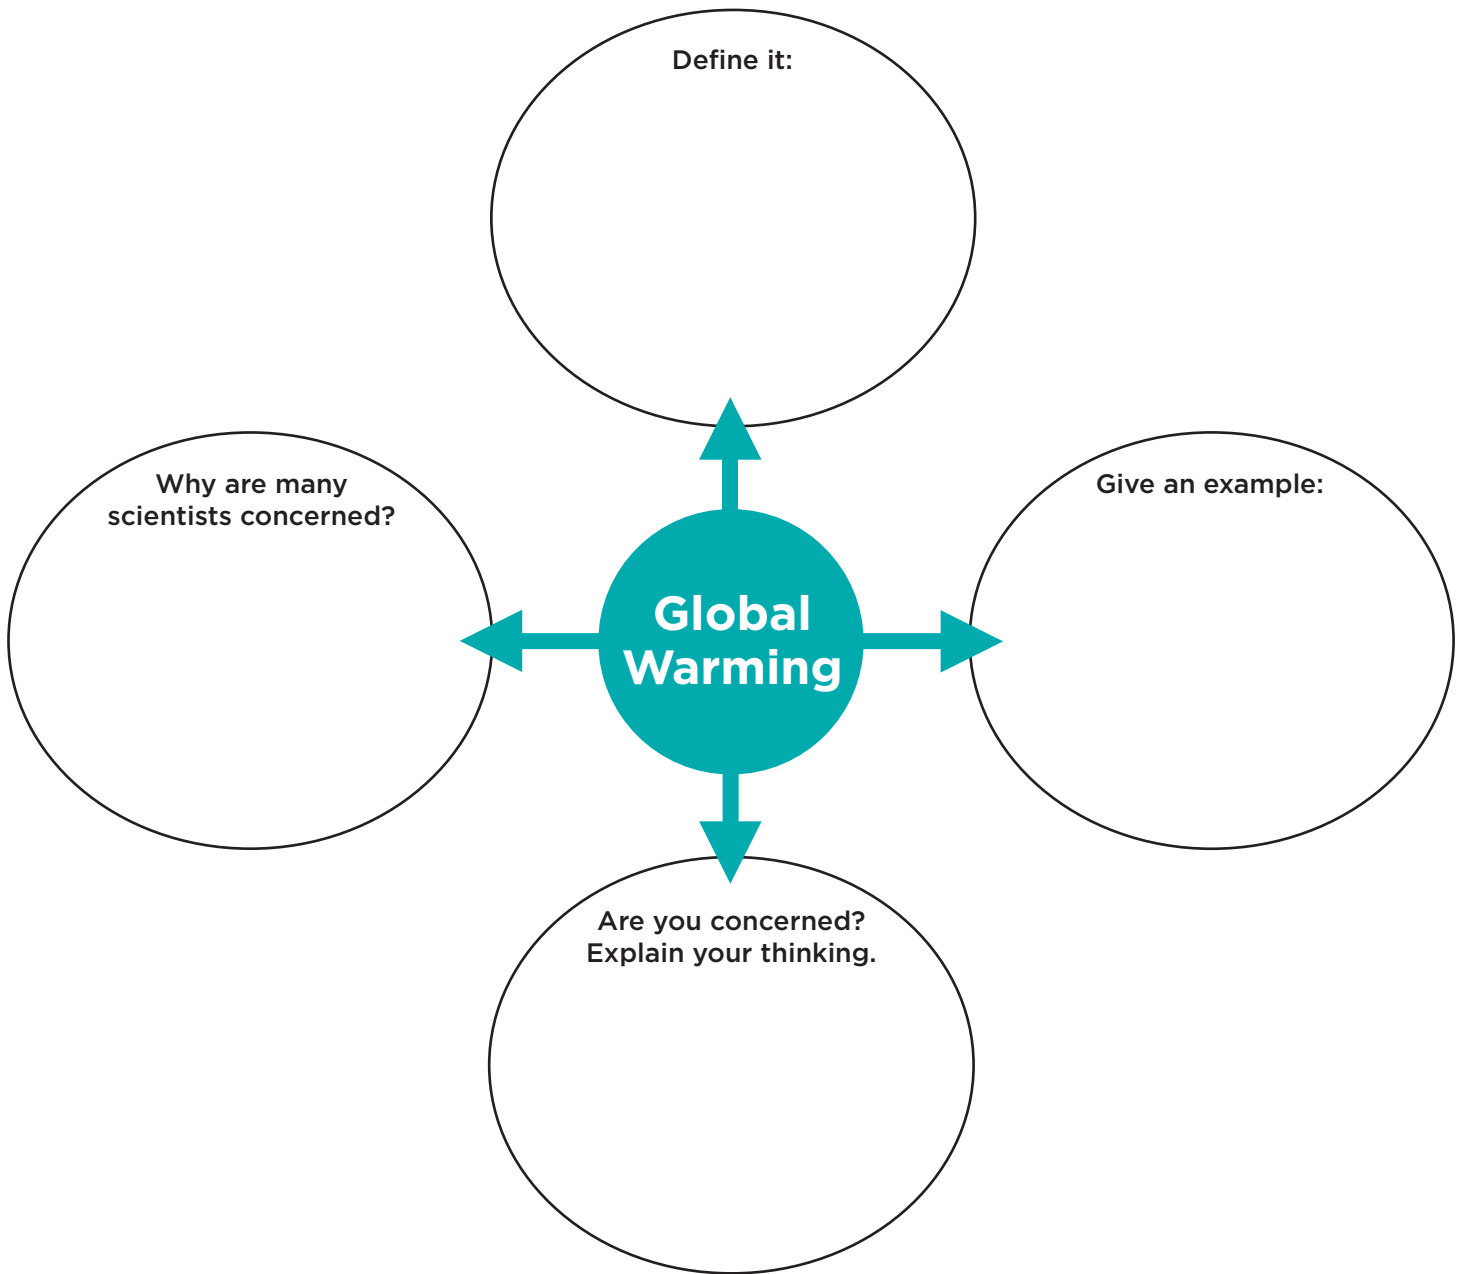 Define it:
Why are many
scientists concerned?
Give an example:
Global
Warming
Are you concerned?
Explain your thinking.